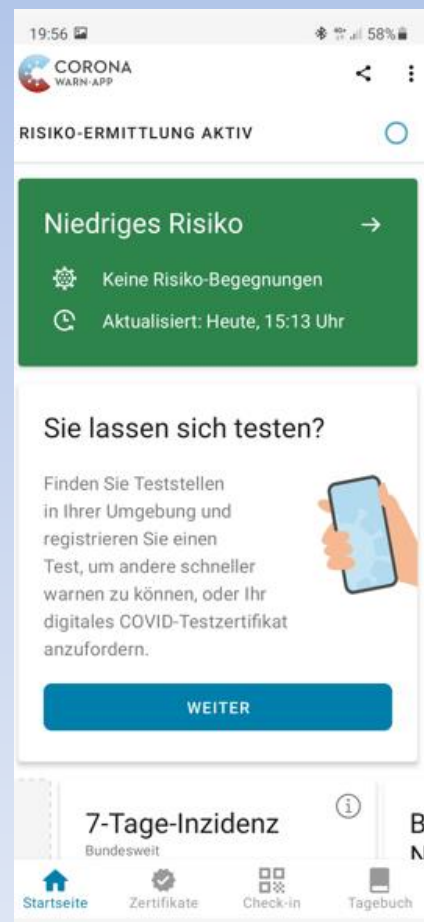 19:56 58%
CORONA
WARN-APP
RISIKO-ERMITTLUNG AKTIV
Niedriges Risiko
Keine Risiko-Begegnungen
Aktualisiert: Heute, 15:13 Uhr
Sie lassen sich testen?
Finden Sie Teststellen
in Ihrer Umgebung und
registrieren Sie einen
Test, um andere schneller
warnen zu können, oder Ihr
digitales COVID-Testzertifikat
anzufordern.
WEITER
7-Tage-Inzidenz
Bundesweit
B
Startseite Zertifikate Check-in Tagebuch